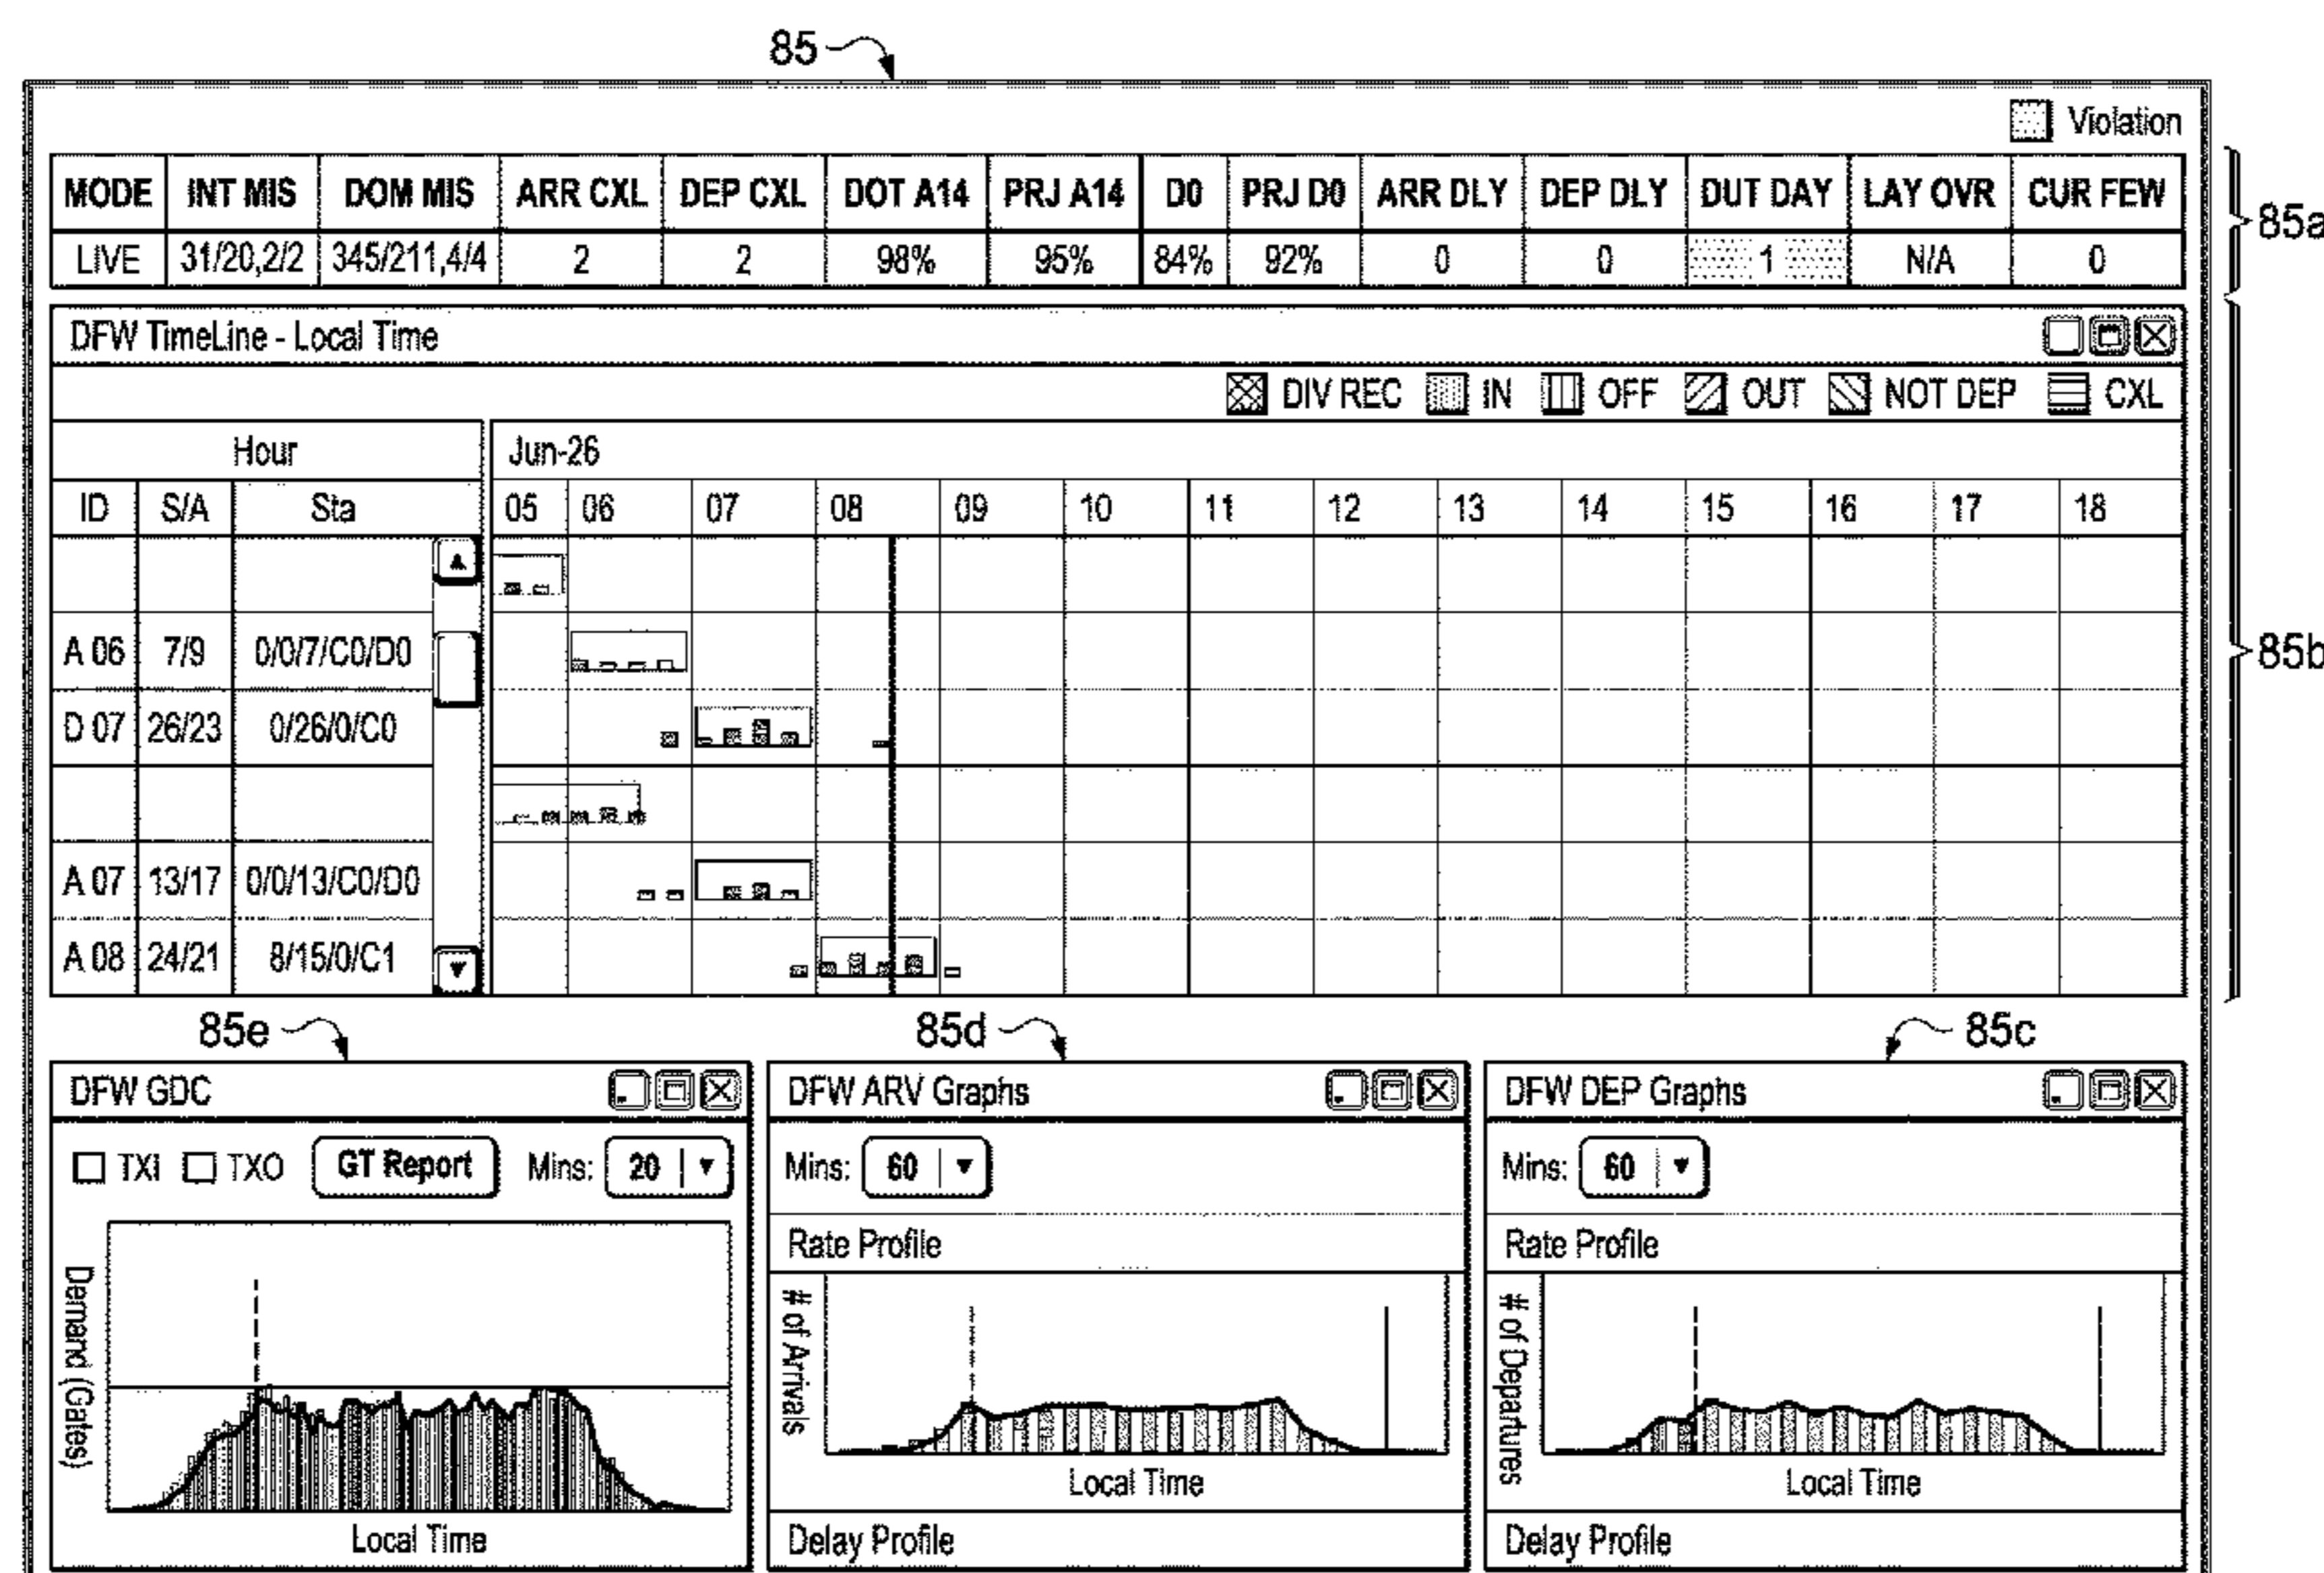 85
Violation
MODE INT MIS DOM MIS ARR CXL DEP CXL DOT A14 PRJ A14 D0 PRJ D0 ARR DLY DEP DLY DUT DAY LAY OVR CUR FEW
LIVE 31/20,2/2 345/211,4/4 2 2 98% 95% 84% 92% 0 0 1 N/A 0
85a
DFW TimeLine - Local Time
DIV REC IN OFF OUT NOT DEP CXL
Hour Jun-26
ID S/A Sta 05 06 07 08 09 10 11 12 13 14 15 16 17 18
A 06 7/9 0/0/7/C0/D0
85b
D 07 26/23 0/26/0/C0
A 07 13/17 0/0/13/C0/D0
A 08 24/21 8/15/0/C1
85e 85d 85c
DFW GDC DFW ARV Graphs DFW DEP Graphs
TXI TXO GT Report Mins: 20 Mins: 60 Mins: 60
Rate Profile Rate Profile
Demand (Gates) # of Arrivals # of Departures
Local Time Local Time
Local Time Delay Profile Delay Profile